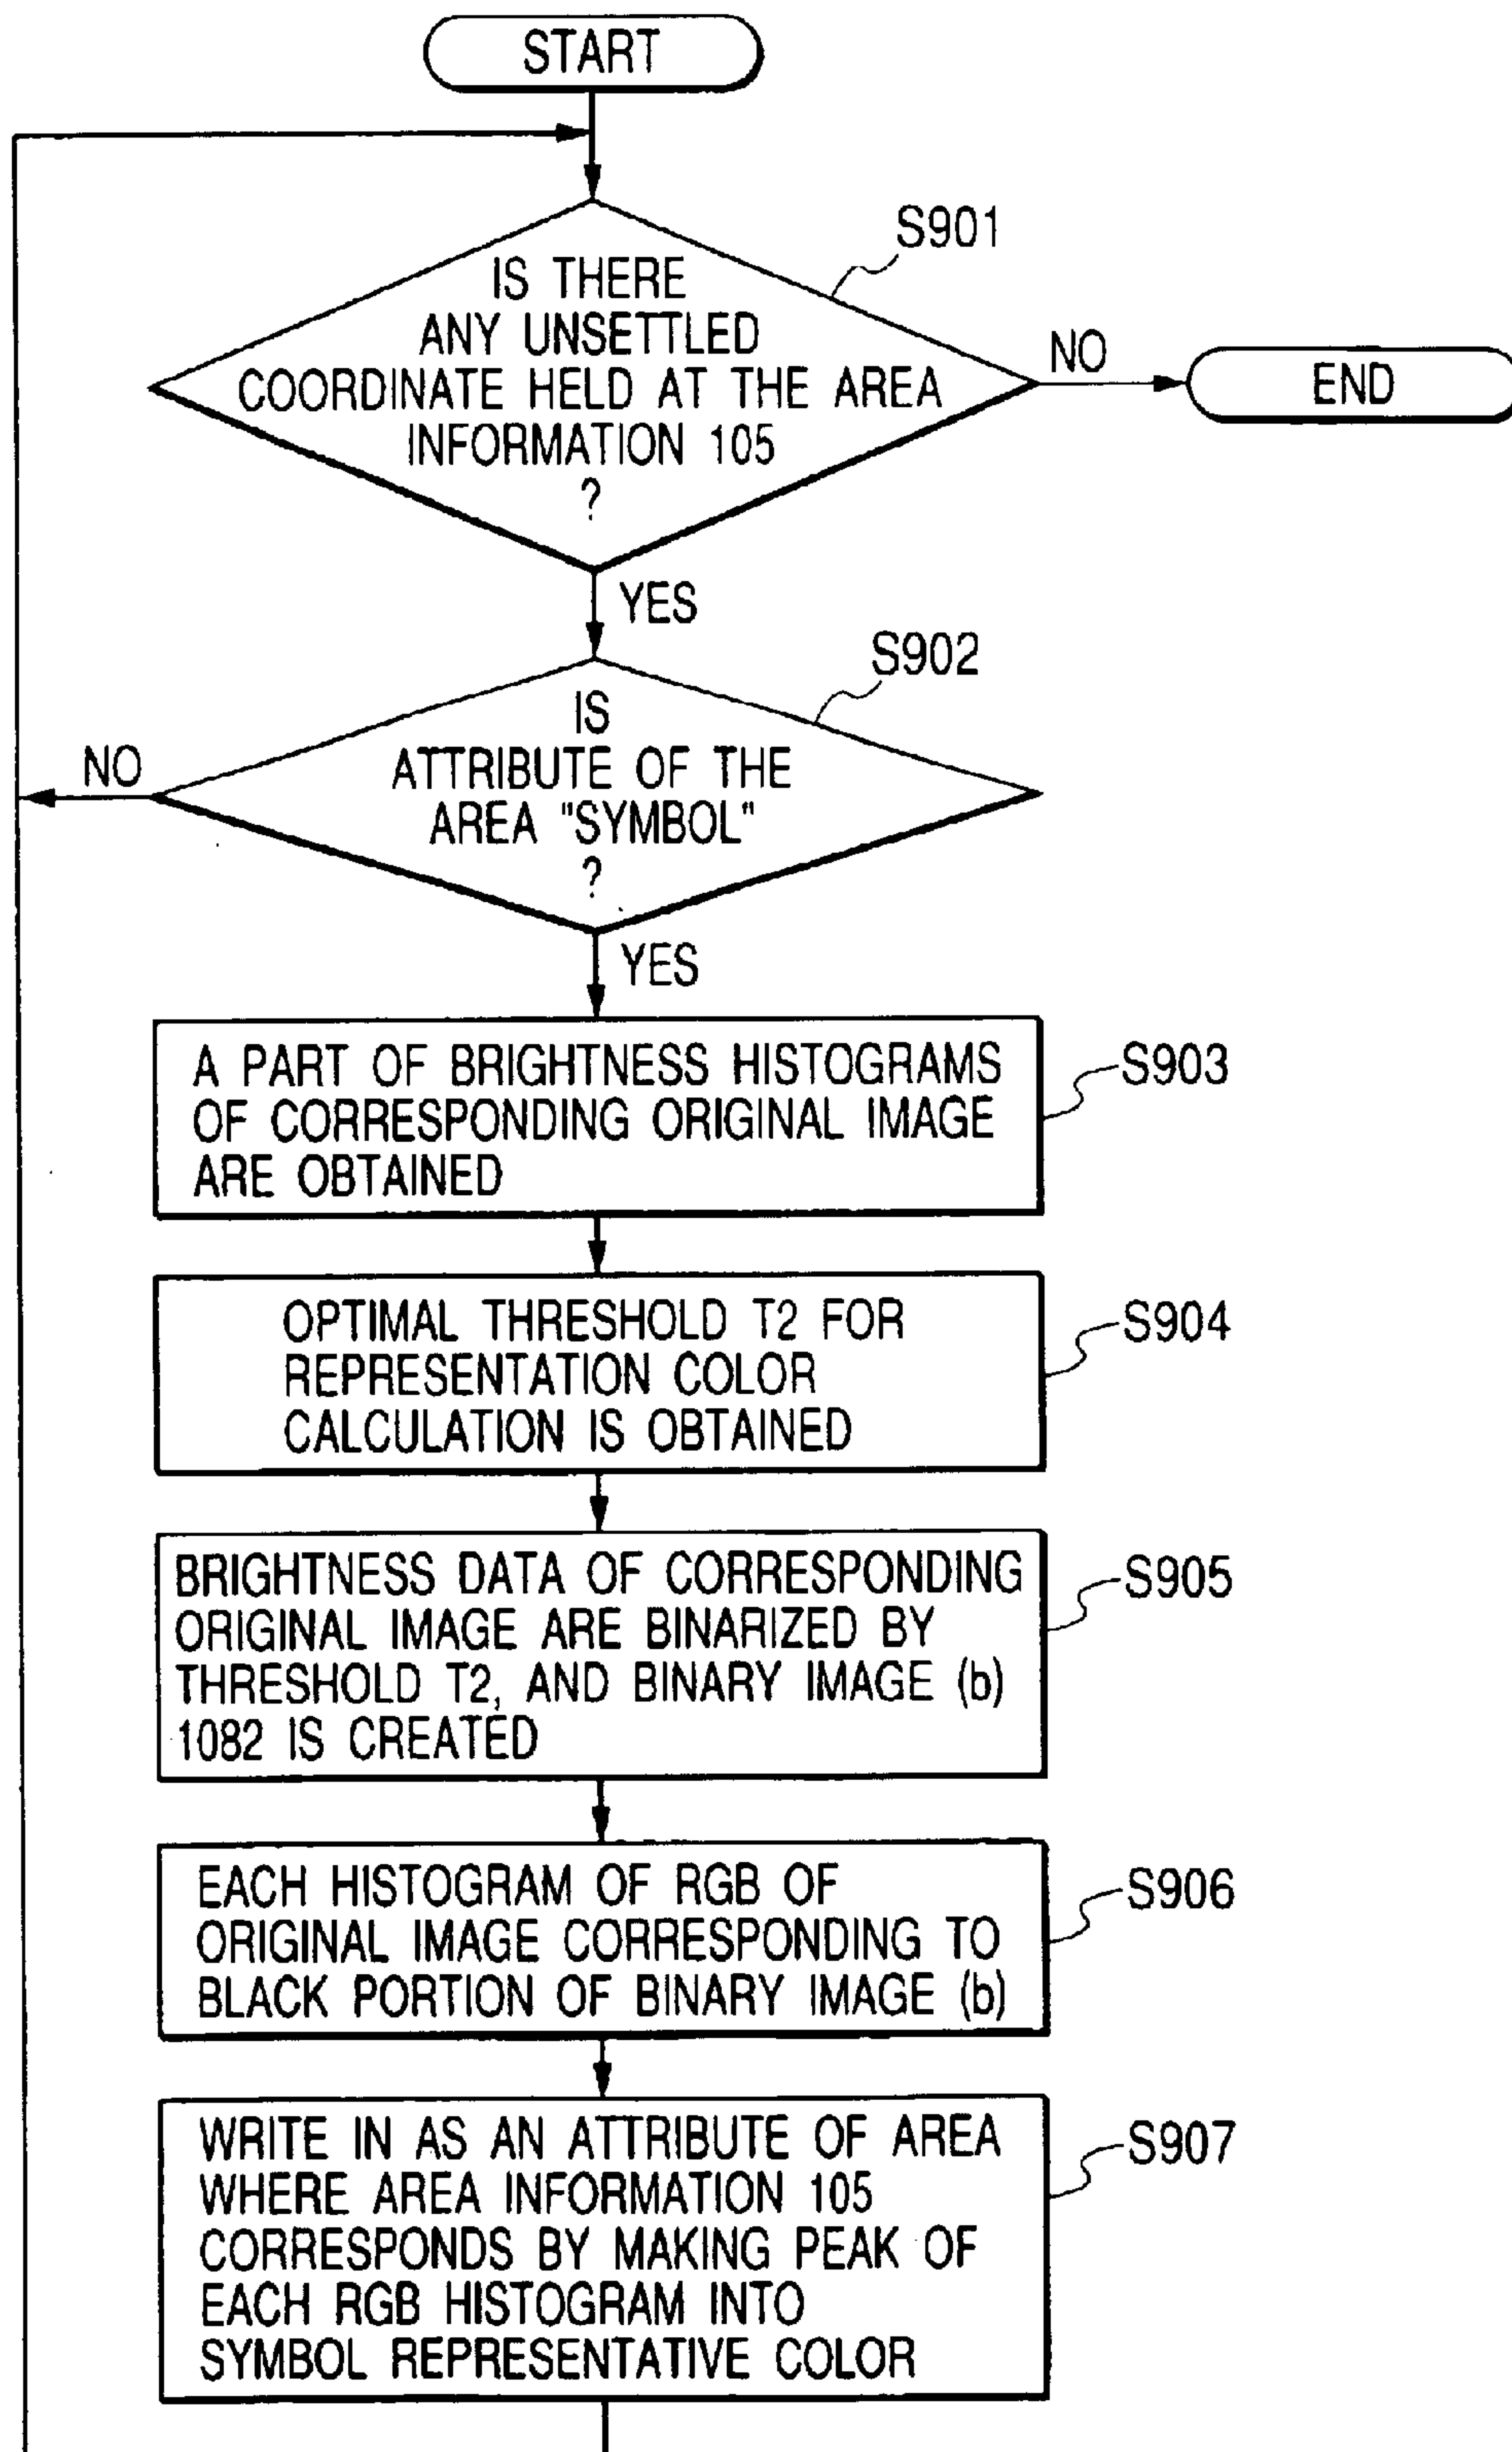 START
S901
IS THERE
ANY UNSETTLED
COORDINATE HELD AT THE AREA
INFORMATION 105
?
NO
END
YES
S902
IS
ATTRIBUTE OF THE
AREA "SYMBOL"
?
NO
YES
A PART OF BRIGHTNESS HISTOGRAMS
OF CORRESPONDING ORIGINAL IMAGE
ARE OBTAINED
S903
OPTIMAL THRESHOLD T2 FOR
REPRESENTATION COLOR
CALCULATION IS OBTAINED
S904
BRIGHTNESS DATA OF CORRESPONDING
ORIGINAL IMAGE ARE BINARIZED BY
THRESHOLD T2, AND BINARY IMAGE (b)
1082 IS CREATED
S905
EACH HISTOGRAM OF RGB OF
ORIGINAL IMAGE CORRESPONDING TO
BLACK PORTION OF BINARY IMAGE (b)
S906
WRITE IN AS AN ATTRIBUTE OF AREA
WHERE AREA INFORMATION 105
CORRESPONDS BY MAKING PEAK OF
EACH RGB HISTOGRAM INTO
SYMBOL REPRESENTATIVE COLOR
S907